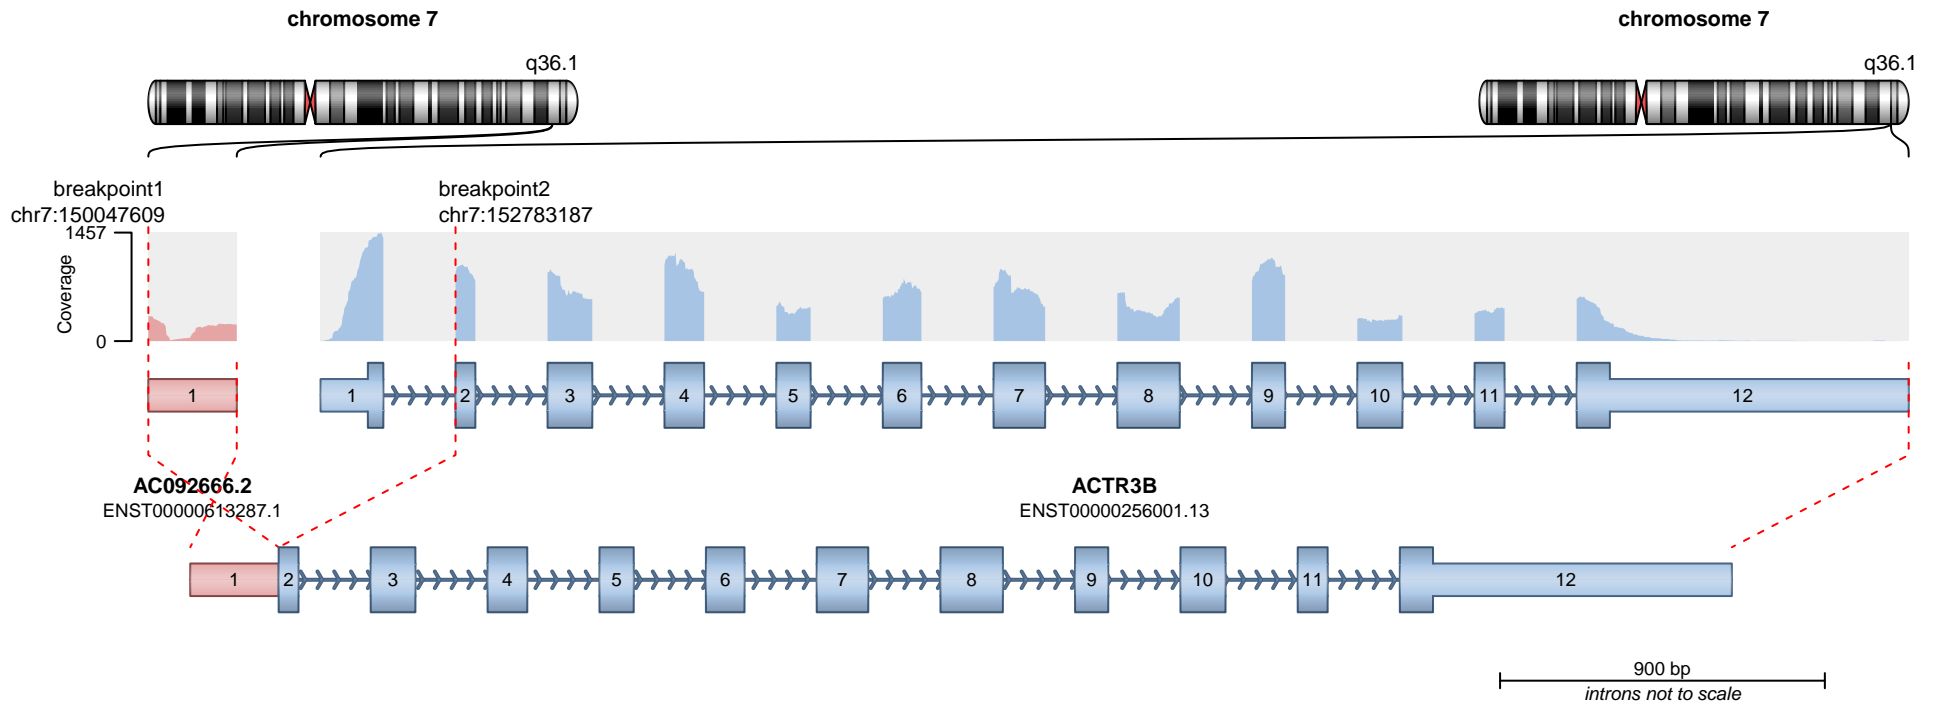 chromosome 7
chromosome 7
q36.1
q36.1
breakpoint1
chr7:150047609
breakpoint2
chr7:152783187
1457
Coverage
0
1
1
2
3
4
5
6
7
8
9
10
11
12
AC092666.2
ENST00000613287.1
ACTR3B
ENST00000256001.13
1
2
3
4
5
6
7
8
9
10
11
12
900 bp
introns not to scale